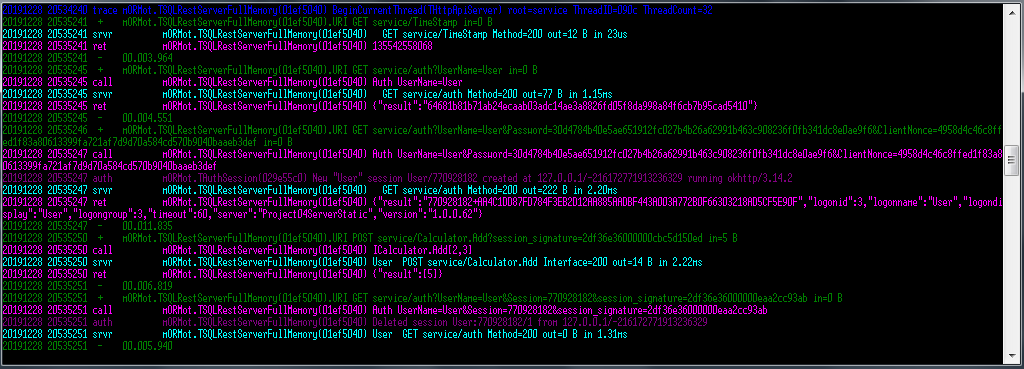 20191228 20534240 trace mORMot.TSQLRestServerFullMemory(01ef5040) BeginCurrentThread(THttpApiServer) root=service ThreadID=090c ThreadCount=32
20191228 20535241  +    mORMot.TSQLRestServerFullMemory(01ef5040).URI GET service/TimeStamp in=0 B
20191228 20535241 srvr       mORMot.TSQLRestServerFullMemory(01ef5040)   GET service/TimeStamp Method=200 out=12 B in 23us
20191228 20535241 ret        mORMot.TSQLRestServerFullMemory(01ef5040) 135542558068
20191228 20535241  -    00.003.964
20191228 20535245  +    mORMot.TSQLRestServerFullMemory(01ef5040).URI GET service/auth?UserName=User in=0 B
20191228 20535245 call       mORMot.TSQLRestServerFullMemory(01ef5040) Auth UserName=User
20191228 20535245 srvr       mORMot.TSQLRestServerFullMemory(01ef5040)   GET service/auth Method=200 out=77 B in 1.15ms
20191228 20535245 ret        mORMot.TSQLRestServerFullMemory(01ef5040) {"result":"64681b81b71ab24ecaab03adc14ae3a8826fd05f8da998a84f6cb7b95cad5410"}
20191228 20535245  -    00.004.551
20191228 20535246  +    mORMot.TSQLRestServerFullMemory(01ef5040).URI GET service/auth?UserName=User&Password=30d4784b40e5ae651912fc027b4b26a62991b463c908236f0fb341dc8e0ae9f6&ClientNonce=4958d4c46c8ff
ed1f83a80613399fa721af7d9d70a584cd570b9040baaeb3def in=0 B
20191228 20535247 call       mORMot.TSQLRestServerFullMemory(01ef5040) Auth UserName=User&Password=30d4784b40e5ae651912fc027b4b26a62991b463c908236f0fb341dc8e0ae9f6&ClientNonce=4958d4c46c8ffed1f83a8
0613399fa721af7d9d70a584cd570b9040baaeb3def
20191228 20535247 auth       mORMot.TAuthSession(029e55c0) New "User" session User/770928182 created at 127.0.0.1/-216172771913236329 running okhttp/3.14.2
20191228 20535247 srvr       mORMot.TSQLRestServerFullMemory(01ef5040)   GET service/auth Method=200 out=222 B in 2.20ms
20191228 20535247 ret        mORMot.TSQLRestServerFullMemory(01ef5040) {"result":"770928182+AA4C1DD87FD784F3EB2D12AA885AADBF443A003A772B0F66303218AD5CF5E90F","logonid":3,"logonname":"User","logondi
splay":"User","logongroup":3,"timeout":60,"server":"Project04ServerStatic","version":"1.0.0.62"}
20191228 20535247  -    00.011.835
20191228 20535250  +    mORMot.TSQLRestServerFullMemory(01ef5040).URI POST service/Calculator.Add?session_signature=2df36e36000000cbc5d150ed in=5 B
20191228 20535250 call       mORMot.TSQLRestServerFullMemory(01ef5040) ICalculator.Add[2,3]
20191228 20535250 srvr       mORMot.TSQLRestServerFullMemory(01ef5040) User  POST service/Calculator.Add Interface=200 out=14 B in 2.22ms
20191228 20535250 ret        mORMot.TSQLRestServerFullMemory(01ef5040) {"result":[5]}
20191228 20535250  -    00.006.819
20191228 20535251  +    mORMot.TSQLRestServerFullMemory(01ef5040).URI GET service/auth?UserName=User&Session=770928182&session_signature=2df36e36000000eaa2cc93ab in=0 B
20191228 20535251 call       mORMot.TSQLRestServerFullMemory(01ef5040) Auth UserName=User&Session=770928182&session_signature=2df36e36000000eaa2cc93ab
20191228 20535251 auth       mORMot.TSQLRestServerFullMemory(01ef5040) Deleted session User:770928182/1 from 127.0.0.1/-216172771913236329
20191228 20535251 srvr       mORMot.TSQLRestServerFullMemory(01ef5040) User  GET service/auth Method=200 out=0 B in 1.31ms
20191228 20535251  -    00.005.940